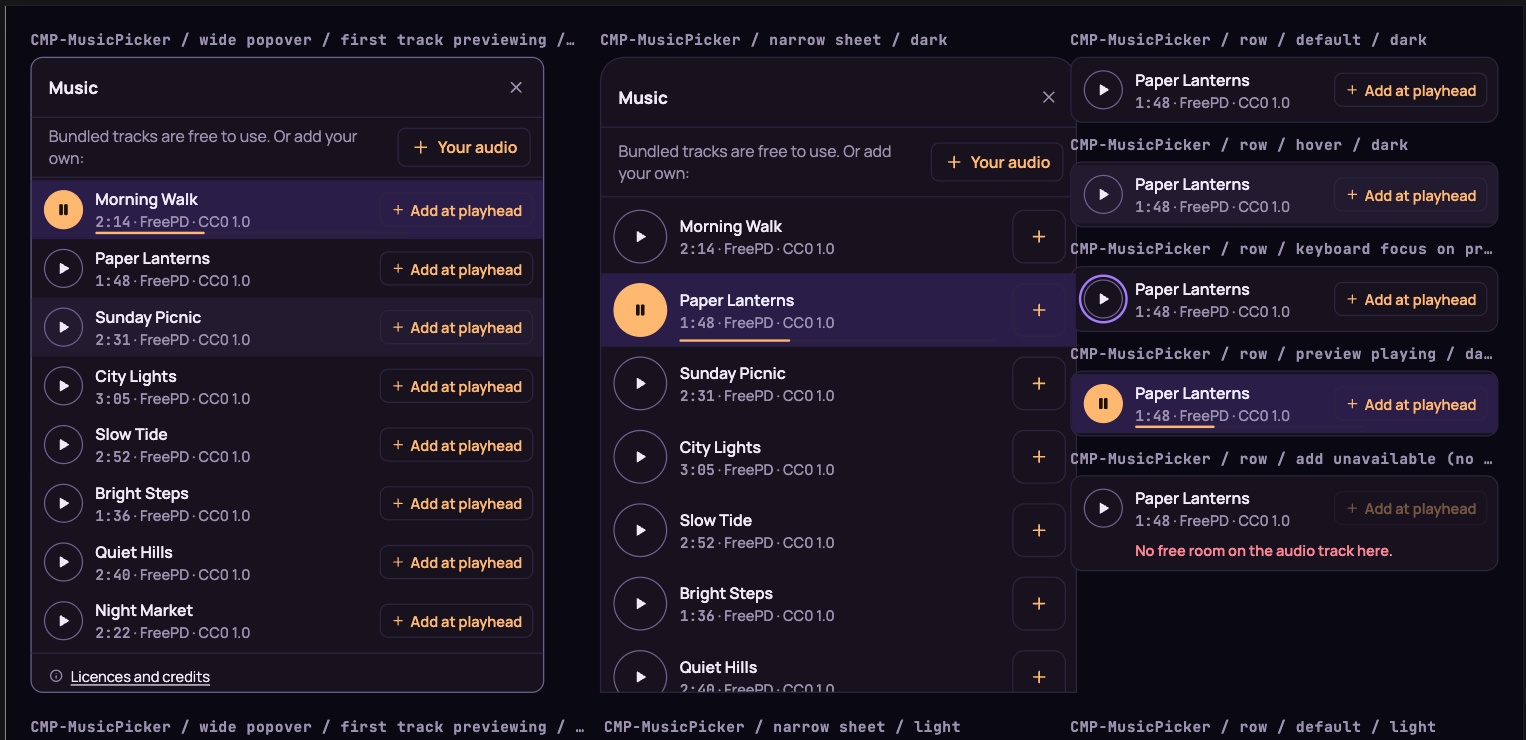 CMP-MusicPicker / wide popover / first track previewing /…
Music
Bundled tracks are free to use. Or add your
own:
+ Your audio
Morning Walk
2:14 · FreePD · CC0 1.0
+ Add at playhead
Paper Lanterns
1:48 · FreePD · CC0 1.0
+ Add at playhead
Sunday Picnic
2:31 · FreePD · CC0 1.0
+ Add at playhead
City Lights
3:05 · FreePD · CC0 1.0
+ Add at playhead
Slow Tide
2:52 · FreePD · CC0 1.0
+ Add at playhead
Bright Steps
1:36 · FreePD · CC0 1.0
+ Add at playhead
Quiet Hills
2:40 · FreePD · CC0 1.0
+ Add at playhead
Night Market
2:22 · FreePD · CC0 1.0
+ Add at playhead
Licences and credits
CMP-MusicPicker / narrow sheet / dark
Music
Bundled tracks are free to use. Or add
your own:
+ Your audio
Morning Walk
2:14 · FreePD · CC0 1.0
Paper Lanterns
1:48 · FreePD · CC0 1.0
Sunday Picnic
2:31 · FreePD · CC0 1.0
City Lights
3:05 · FreePD · CC0 1.0
Slow Tide
2:52 · FreePD · CC0 1.0
Bright Steps
1:36 · FreePD · CC0 1.0
Quiet Hills
2:40 · FreePD · CC0 1.0
CMP-MusicPicker / row / default / dark
Paper Lanterns
1:48 · FreePD · CC0 1.0
+ Add at playhead
CMP-MusicPicker / row / hover / dark
Paper Lanterns
1:48 · FreePD · CC0 1.0
+ Add at playhead
CMP-MusicPicker / row / keyboard focus on pr…
Paper Lanterns
1:48 · FreePD · CC0 1.0
+ Add at playhead
CMP-MusicPicker / row / preview playing / da…
Paper Lanterns
1:48 · FreePD · CC0 1.0
+ Add at playhead
CMP-MusicPicker / row / add unavailable (no …
Paper Lanterns
1:48 · FreePD · CC0 1.0
+ Add at playhead
No free room on the audio track here.
CMP-MusicPicker / wide popover / first track previewing / …
CMP-MusicPicker / narrow sheet / light
CMP-MusicPicker / row / default / light